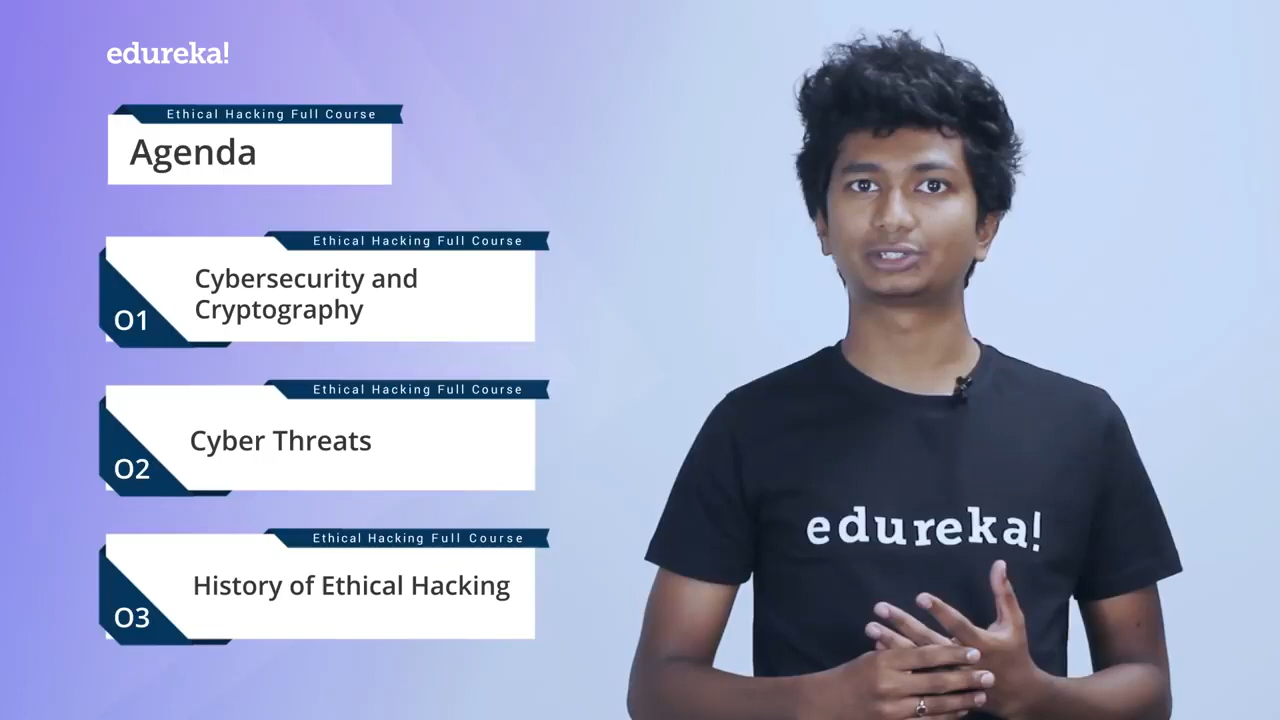 edureka!
Ethical Hacking Full Course
Agenda
Ethical Hacking Full Course
Cybersecurity and
Cryptography
01
Ethical Hacking Full Course
Cyber Threats
02
Ethical Hacking Full Course
History of Ethical Hacking
03
edureka!